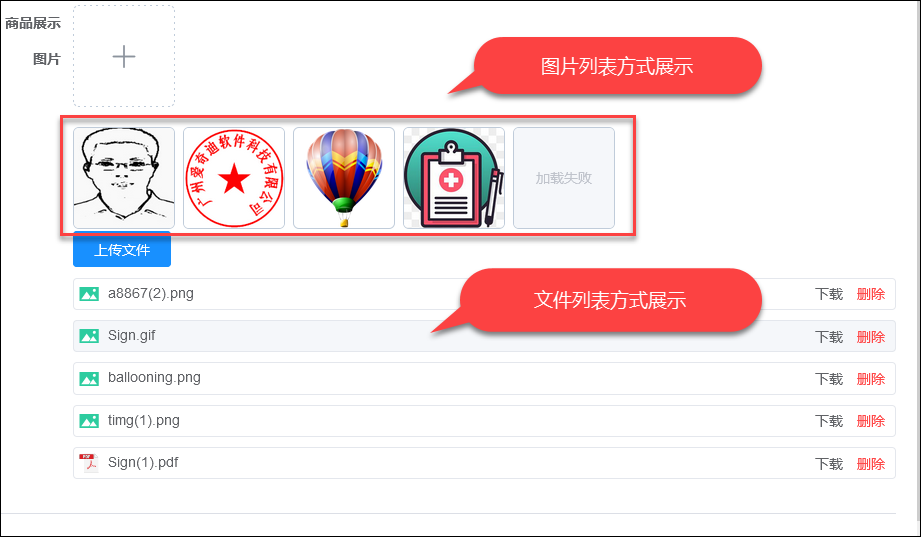 商品展示
图片
图片列表方式展示
广州爱奇迪软件科技有限公司
加载失败
上传文件
文件列表方式展示
a8867(2).png 下载 删除
Sign.gif 下载 删除
ballooning.png 下载 删除
timg(1).png 下载 删除
PDF Sign(1).pdf 下载 删除